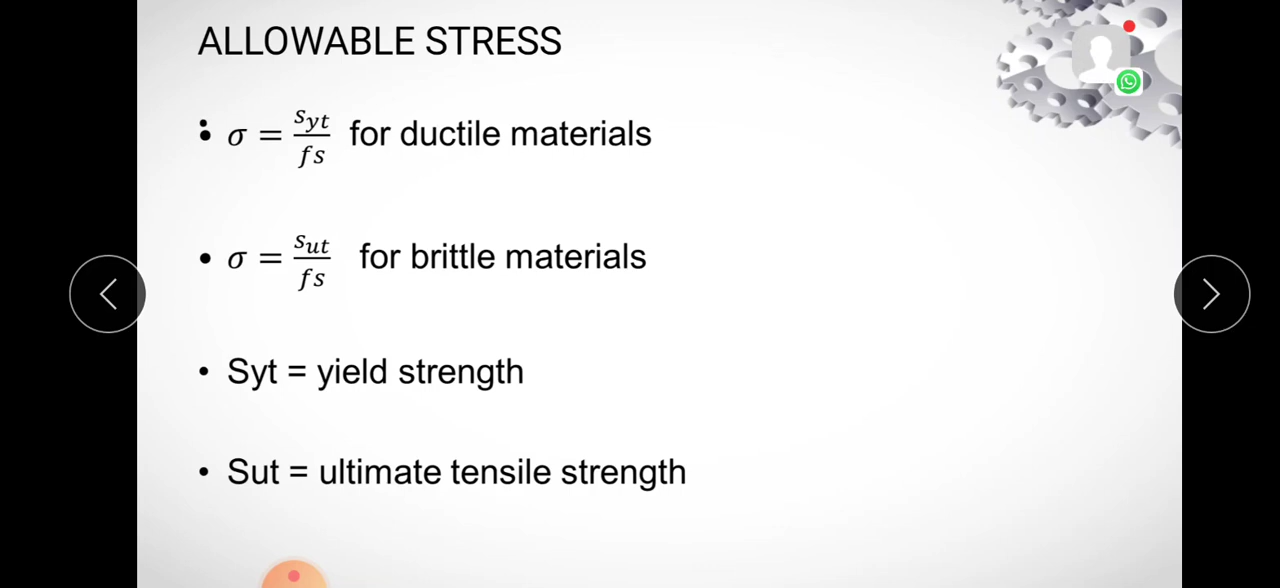 ALLOWABLE STRESS
• σ = Syt/fs for ductile materials
• σ = Sut/fs for brittle materials
• Syt = yield strength
• Sut = ultimate tensile strength